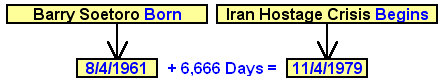 Barry Soetoro Born Iran Hostage Crisis Begins
8/4/1961 + 6,666 Days = 11/4/1979